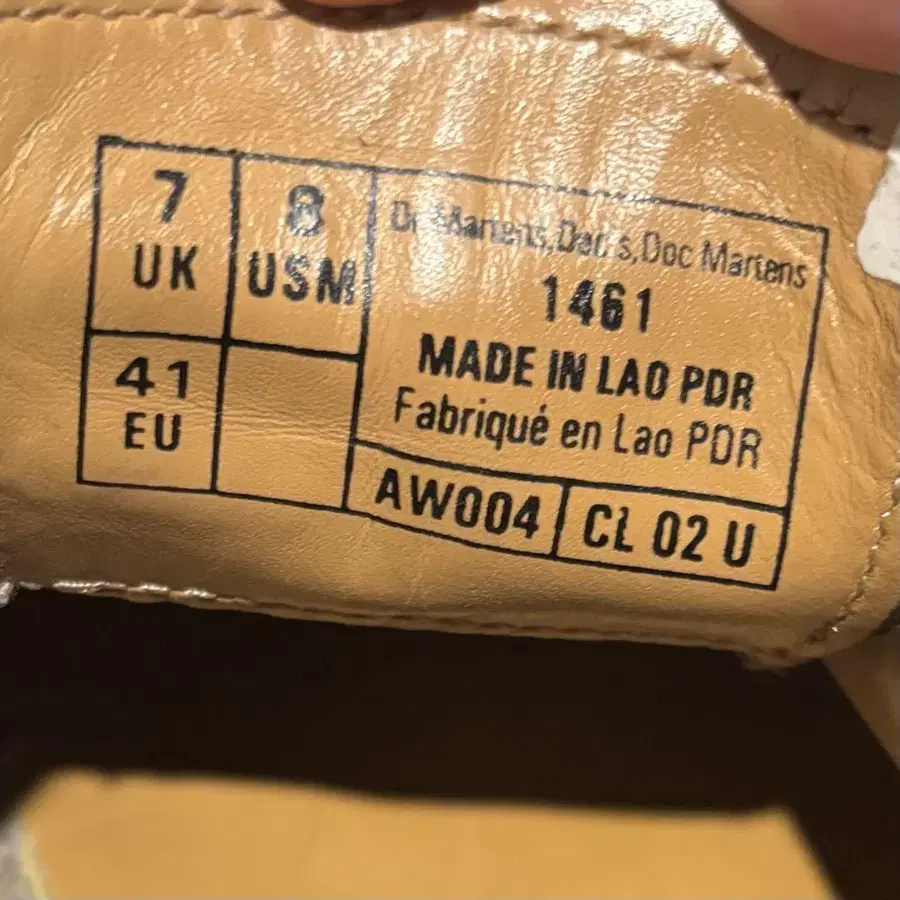 7
UK
8
USM
41
EU
Dr Martens, Doc's, Doc Martens
1461
MADE IN LAO PDR
Fabriqué en Lao PDR
AW004
CL 02 U